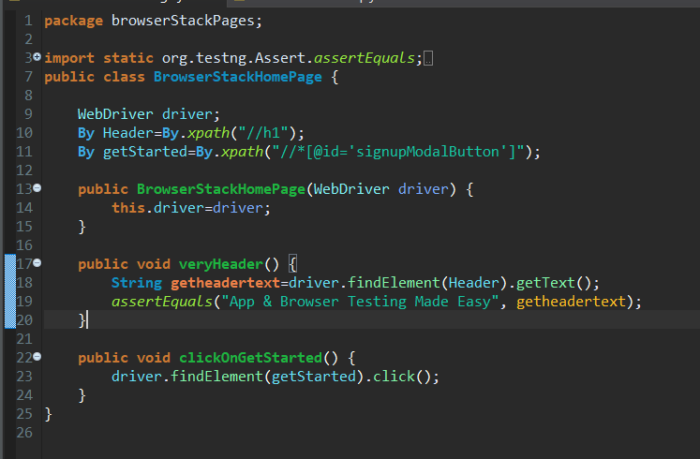 1 package browserStackPages;
2
3 import static org.testng.Assert.assertEquals;
7 public class BrowserStackHomePage {
8
9 WebDriver driver;
10 By Header=By.xpath("//h1");
11 By getStarted=By.xpath("//*[@id='signupModalButton']");
12
13 public BrowserStackHomePage(WebDriver driver) {
14 this.driver=driver;
15 }
16
17 public void veryHeader() {
18 String getheadertext=driver.findElement(Header).getText();
19 assertEquals("App & Browser Testing Made Easy", getheadertext);
20 }
21
22 public void clickOnGetStarted() {
23 driver.findElement(getStarted).click();
24 }
25 }
26